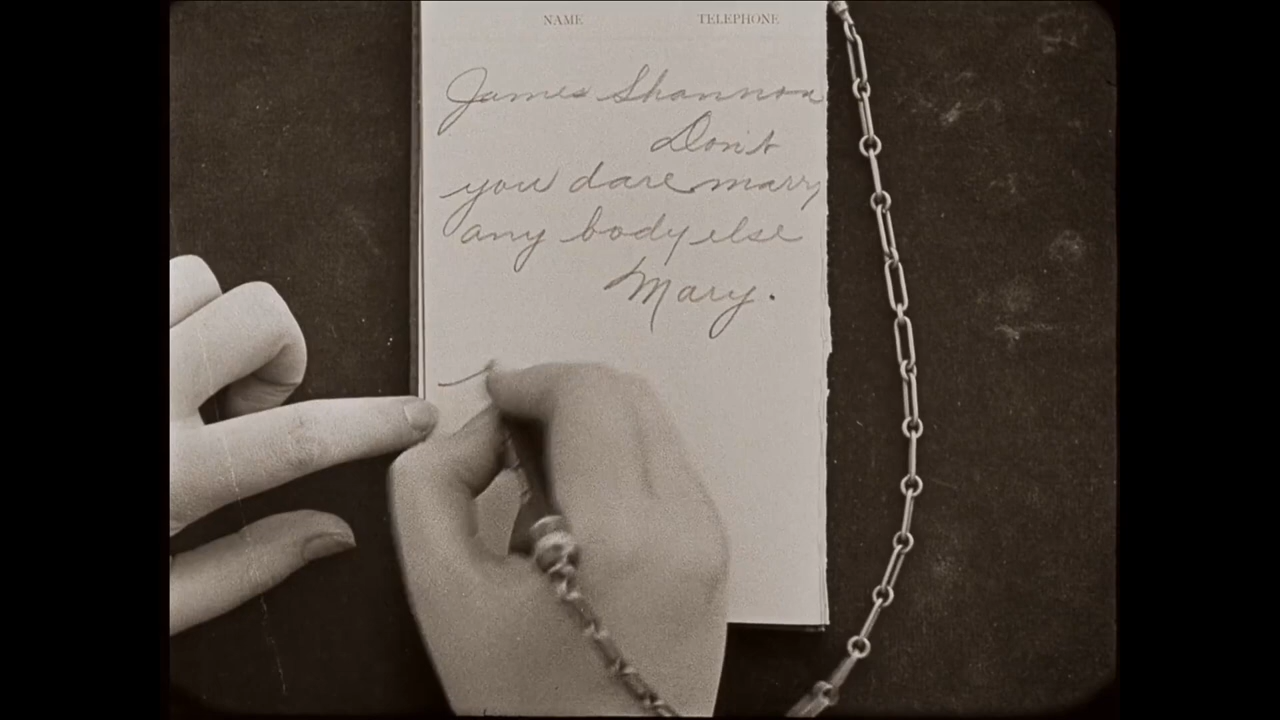 NAME TELEPHONE
James Shannon
Don't
you dare marry
any body else
Mary.